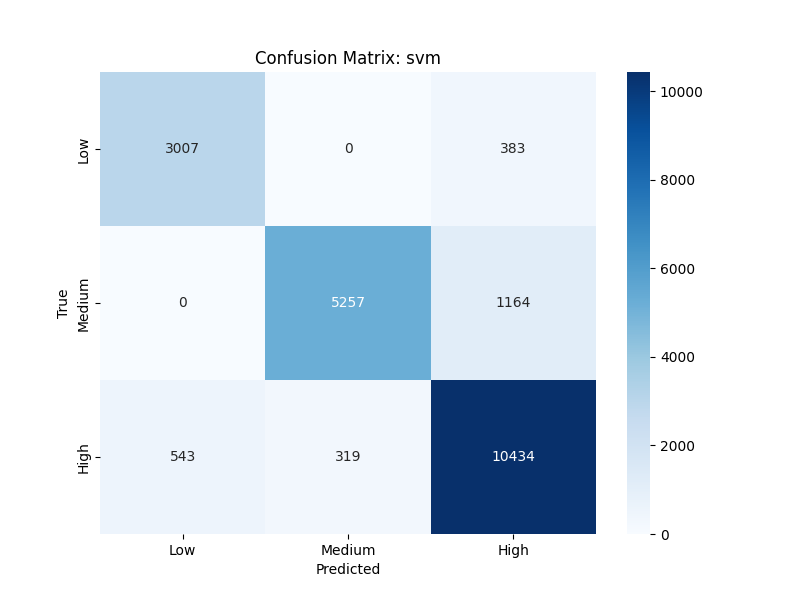 Confusion Matrix: svm
Low
3007 0 383
Medium
0 5257 1164
High
543 319 10434
True
Low Medium High
Predicted
10000
8000
6000
4000
2000
0